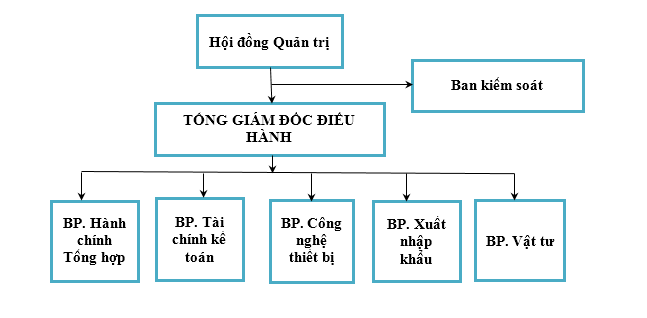 Hội đồng Quản trị
Ban kiểm soát
TỔNG GIÁM ĐỐC ĐIỀU
HÀNH
BP. Hành
chính
Tổng hợp
BP. Tài
chính kế
toán
BP. Công
nghệ
thiết bị
BP. Xuất
nhập
khẩu
BP. Vật tư